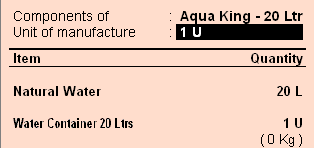 Components of : Aqua King - 20 Ltr
Unit of manufacture : 1 U
Item Quantity
Natural Water 20 L
Water Container 20 Ltrs 1 U
( 0 Kg )